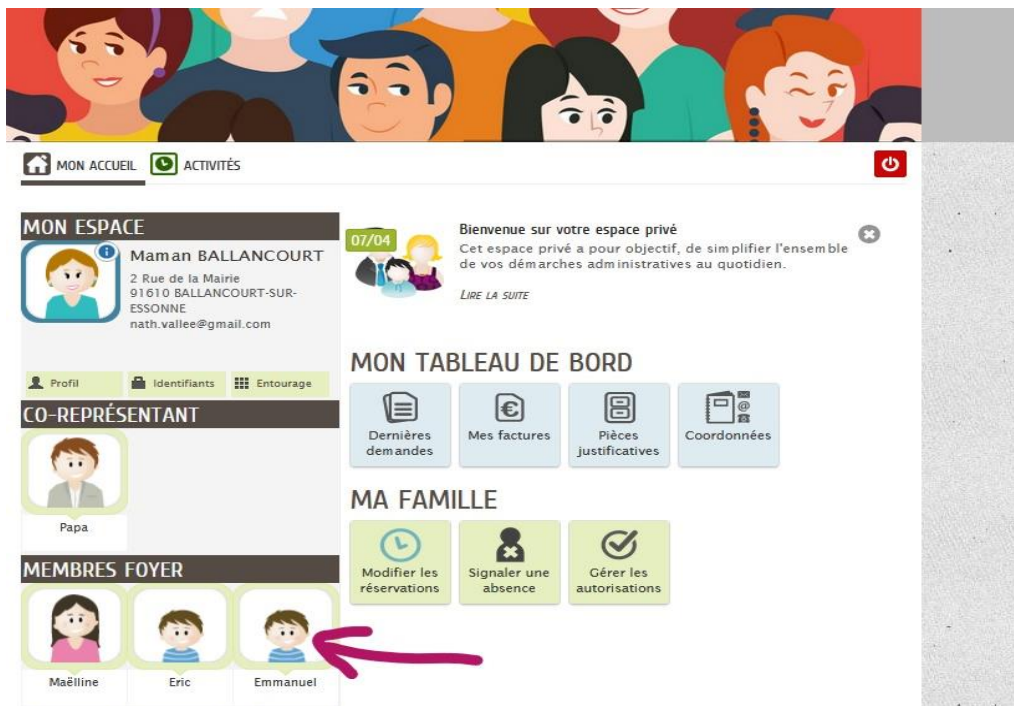 MON ACCUEIL
ACTIVITÉS
MON ESPACE
Maman BALLANCOURT
2 Rue de la Mairie
91610 BALLANCOURT-SUR-
ESSONNE
nath.vallee@gmail.com
Profil
Identifiants
Entourage
CO-REPRÉSENTANT
Papa
MEMBRES FOYER
Maëlline
Eric
Emmanuel
07/04
Bienvenue sur votre espace privé
Cet espace privé a pour objectif, de simplifier l'ensemble
de vos démarches administratives au quotidien.
LIRE LA SUITE
MON TABLEAU DE BORD
Dernières
demandes
Mes factures
Pièces
justificatives
Coordonnées
MA FAMILLE
Modifier les
réservations
Signaler une
absence
Gérer les
autorisations